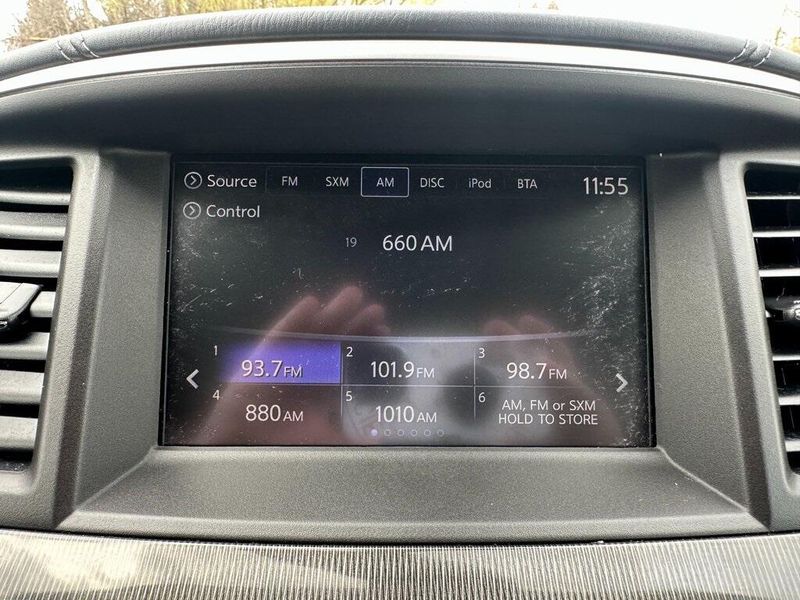 Source FM SXM AM DISC iPod BTA 11:55
Control
19 660 AM
1 93.7FM 2 101.9FM 3 98.7FM
4 880AM 5 1010AM 6 AM, FM or SXM
HOLD TO STORE